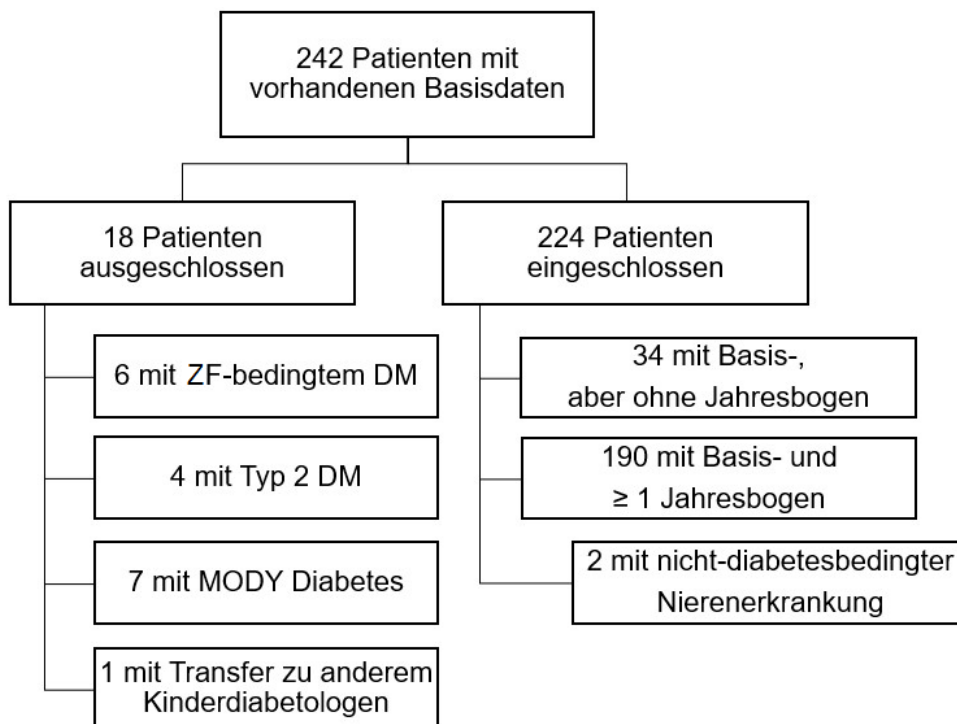 242 Patienten mit
vorhandenen Basisdaten
18 Patienten
ausgeschlossen
6 mit ZF-bedingtem DM
4 mit Typ 2 DM
7 mit MODY Diabetes
1 mit Transfer zu anderem
Kinderdiabetologen
224 Patienten
eingeschlossen
34 mit Basis-,
aber ohne Jahresbogen
190 mit Basis- und
≥ 1 Jahresbogen
2 mit nicht-diabetesbedingter
Nierenerkrankung